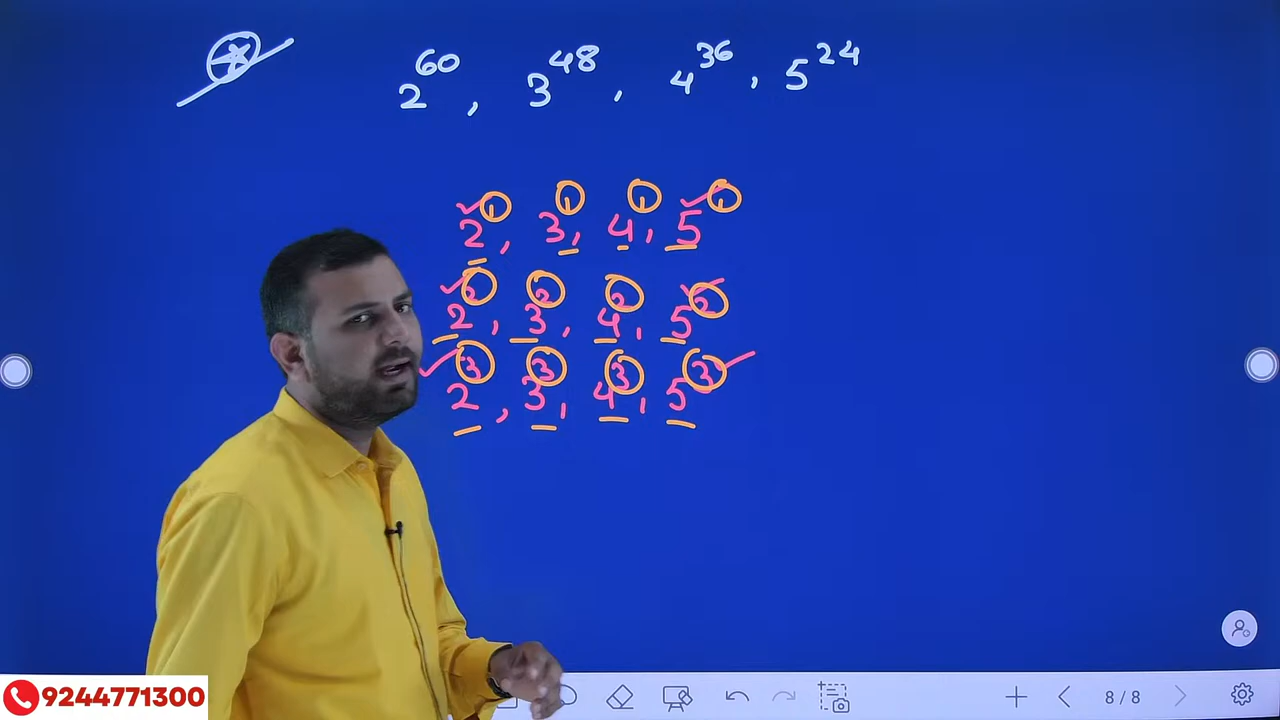 2^60, 3^48, 4^36, 5^24
2^1, 3^1, 4^1, 5^1
2^2, 3^2, 4^2, 5^2
2^3, 3^3, 4^3, 5^3
9244771300
8/8